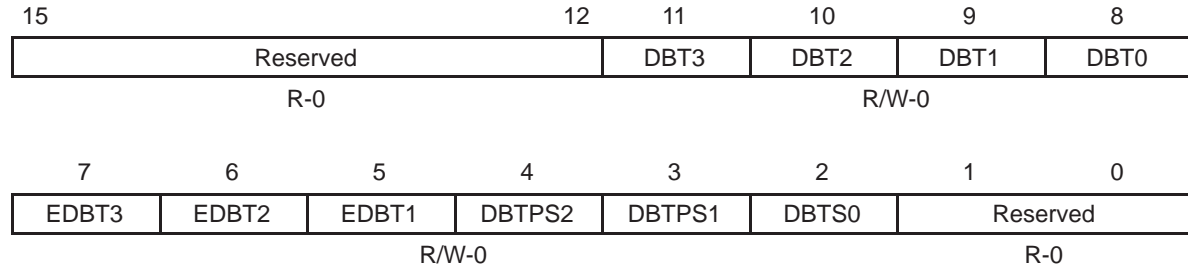 15 12 11 10 9 8
Reserved DBT3 DBT2 DBT1 DBT0
R-0 R/W-0
7 6 5 4 3 2 1 0
EDBT3 EDBT2 EDBT1 DBTPS2 DBTPS1 DBTS0 Reserved
R/W-0 R-0